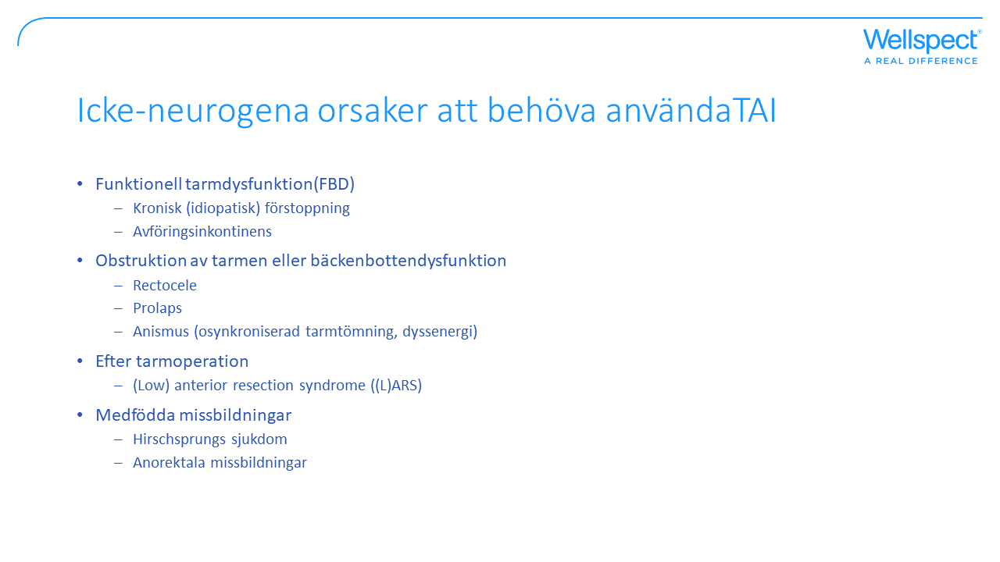 Wellspect®
A REAL DIFFERENCE
Icke-neurogena orsaker att behöva användaTAI
• Funktionell tarmdysfunktion(FBD)
– Kronisk (idiopatisk) förstoppning
– Avföringsinkontinens
• Obstruktion av tarmen eller bäckenbottendysfunktion
– Rectocele
– Prolaps
– Anismus (osynkroniserad tarmtömning, dyssenergi)
• Efter tarmoperation
– (Low) anterior resection syndrome ((L)ARS)
• Medfödda missbildningar
– Hirschsprungs sjukdom
– Anorektala missbildningar